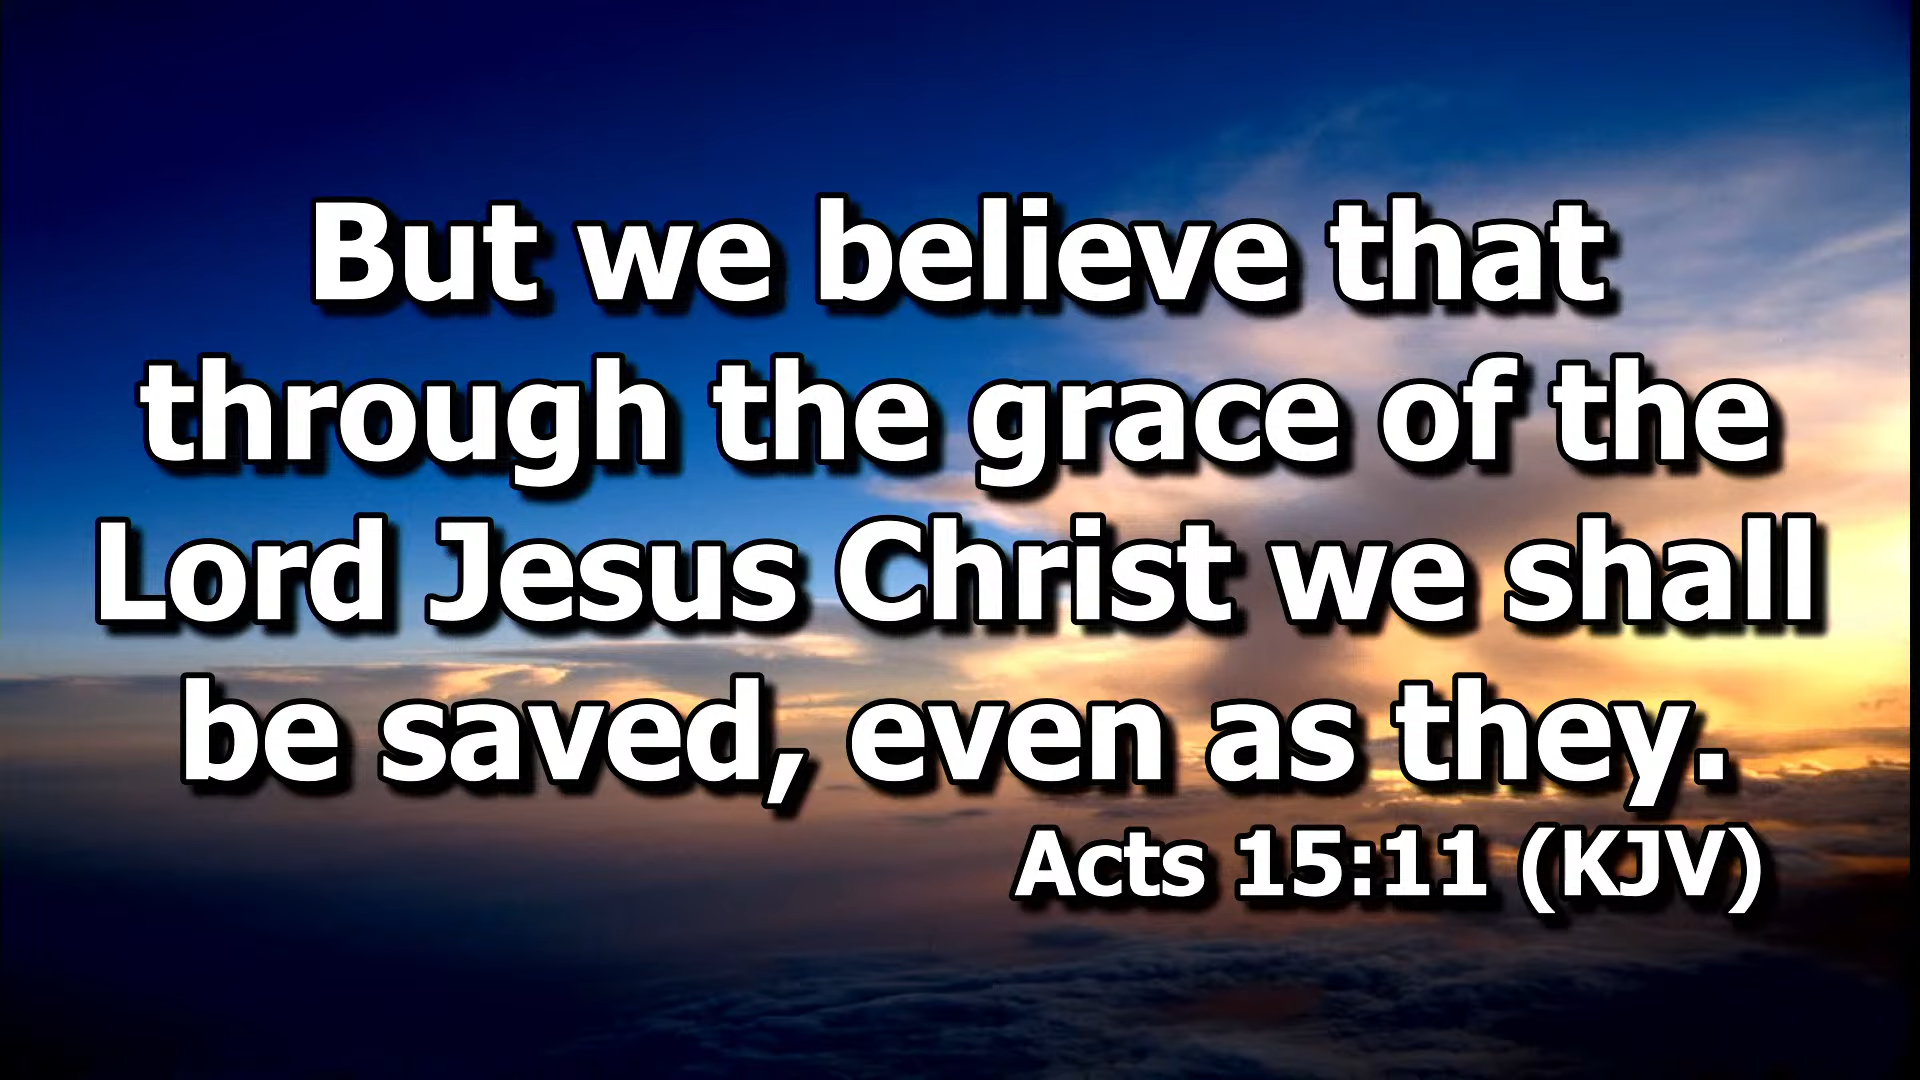 But we believe that
through the grace of the
Lord Jesus Christ we shall
be saved, even as they.
Acts 15:11 (KJV)